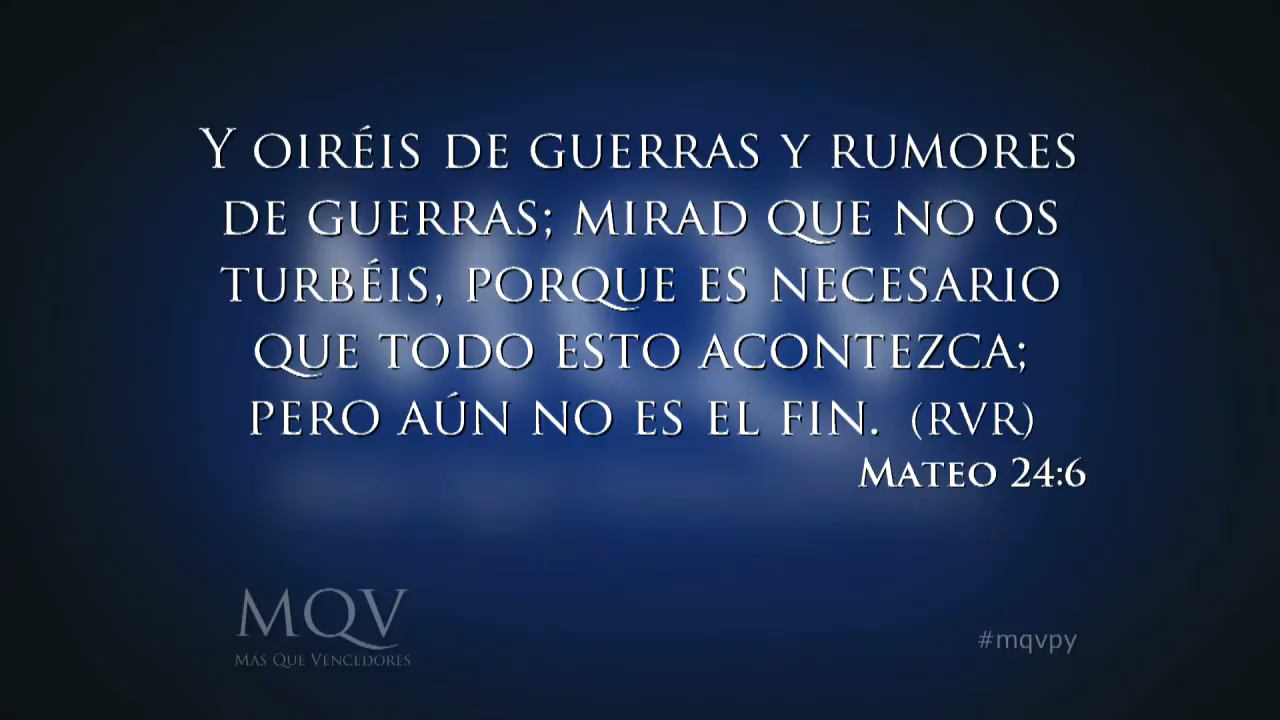 Y OIRÉIS DE GUERRAS Y RUMORES
DE GUERRAS; MIRAD QUE NO OS
TURBÉIS, PORQUE ES NECESARIO
QUE TODO ESTO ACONTEZCA;
PERO AÚN NO ES EL FIN. (RVR)
MATEO 24:6
MQV
MÁS QUE VENCEDORES
#mqvpy